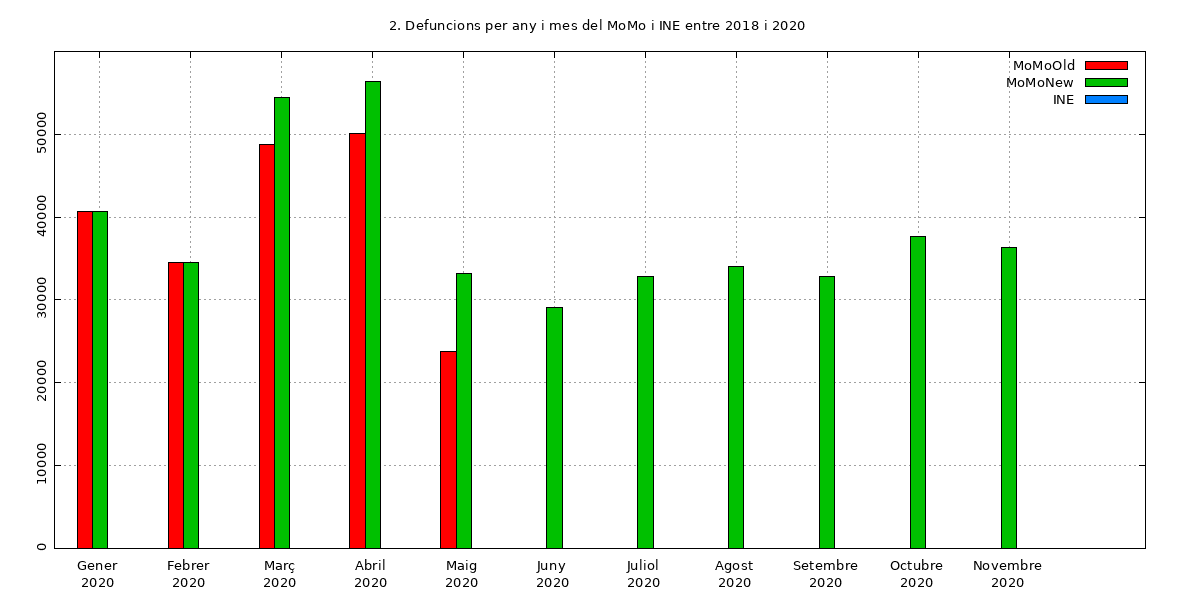 2. Defuncions per any i mes del MoMo i INE entre 2018 i 2020
MoMoOld
MoMoNew
INE
50000
40000
30000
20000
10000
0
Gener Febrer Març Abril Maig Juny Juliol Agost Setembre Octubre Novembre
2020 2020 2020 2020 2020 2020 2020 2020 2020 2020 2020